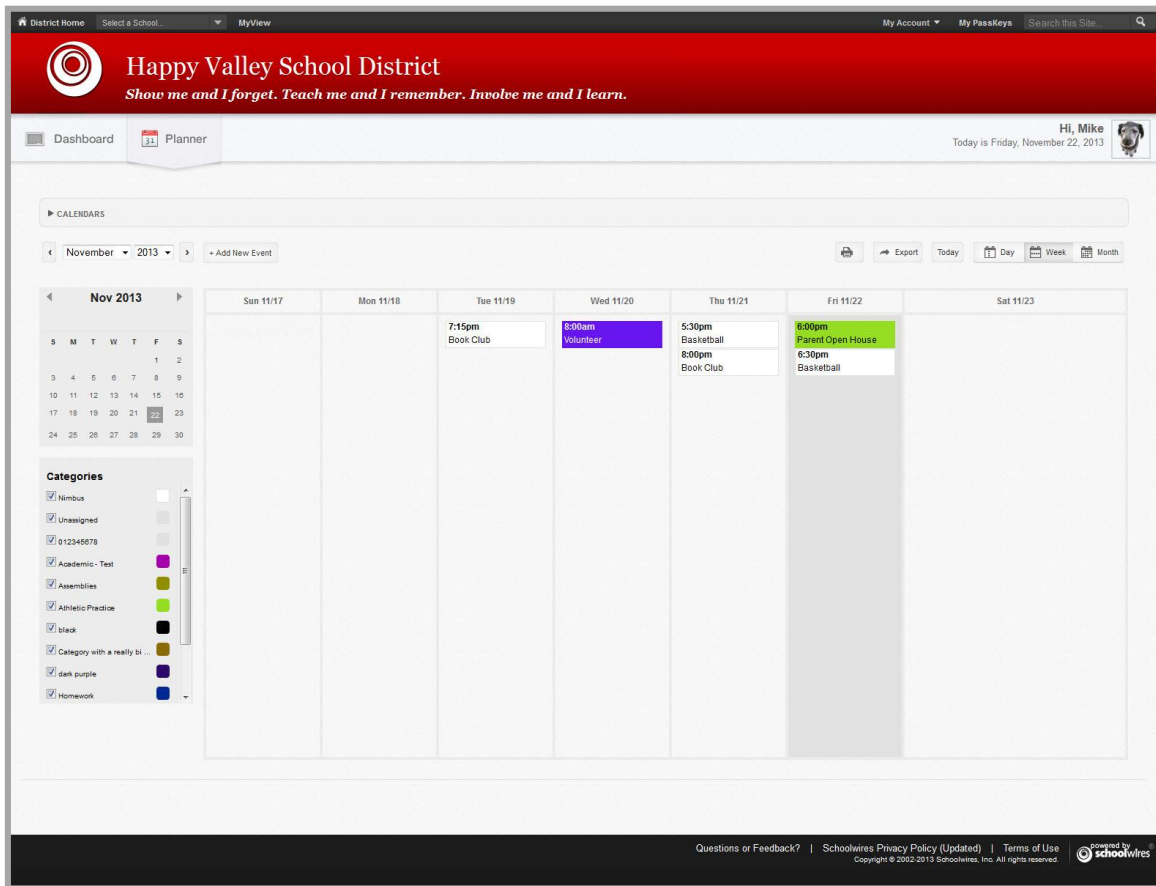 District Home Select a School... MyView My Account My PassKeys Search this Site...
Happy Valley School District
Show me and I forget. Teach me and I remember. Involve me and I learn.
Dashboard 31 Planner
Hi, Mike
Today is Friday, November 22, 2013
CALENDARS
November 2013 + Add New Event Export Today Day Week Month
Nov 2013
S M T W T F S
1 2
3 4 5 6 7 8 9
10 11 12 13 14 15 16
17 18 19 20 21 22 23
24 25 26 27 28 29 30
Categories
Nimbus
Unassigned
012345678
Academic - Test
Assemblies
Athletic Practice
black
Category with a really bi ...
dark purple
Homework
Sun 11/17 Mon 11/18 Tue 11/19 Wed 11/20 Thu 11/21 Fri 11/22 Sat 11/23
7:15pm
Book Club
8:00am
Volunteer
5:30pm
Basketball
8:00pm
Book Club
6:00pm
Parent Open House
6:30pm
Basketball
Questions or Feedback? | Schoolwires Privacy Policy (Updated) | Terms of Use
Copyright © 2002-2013 Schoolwires, Inc. All rights reserved.
powered by
schoolwires®